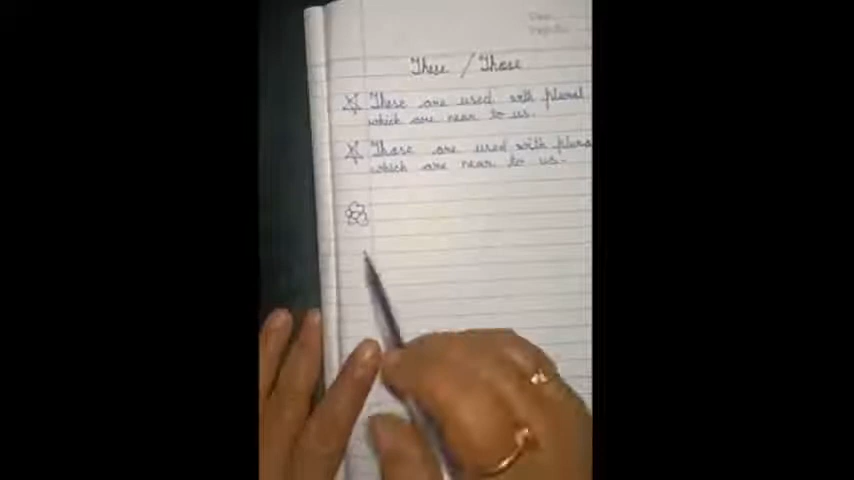 These / Those
These are used with plural
which are near to us.
Those are used with plura
which are near to us.